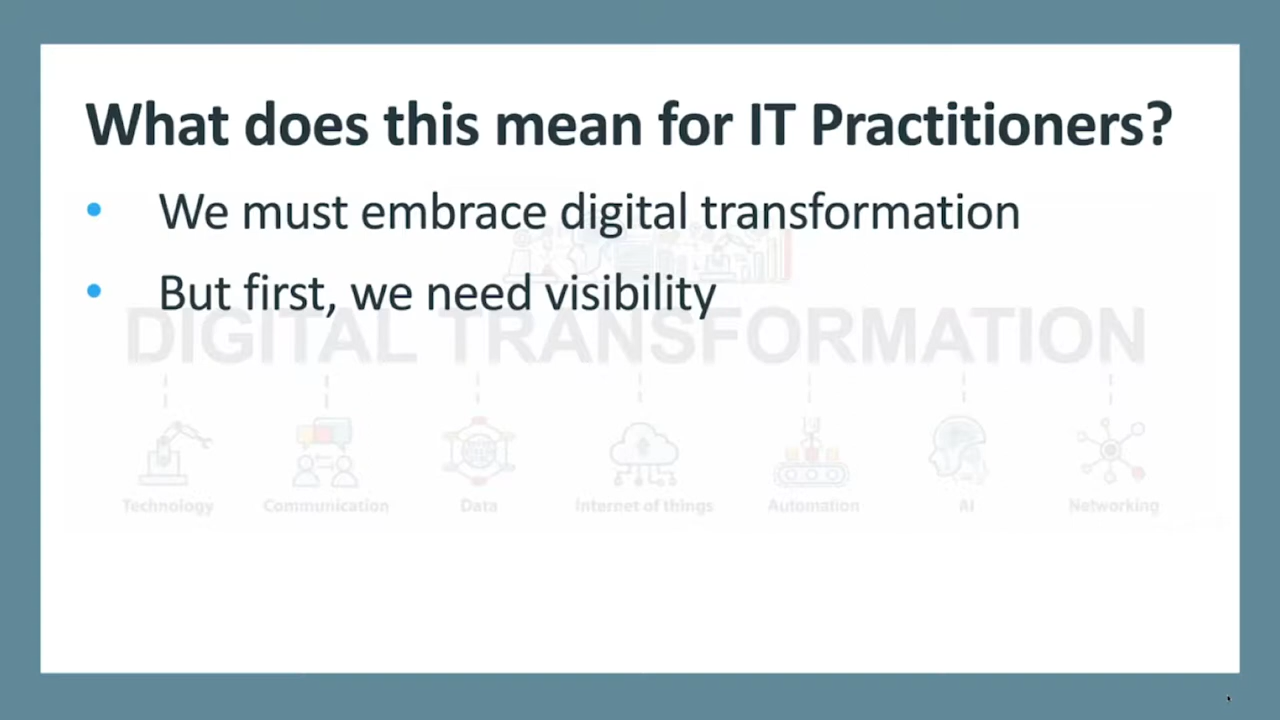 What does this mean for IT Practitioners?
• We must embrace digital transformation
• But first, we need visibility
DIGITAL TRANSFORMATION
Technology Communication Data Internet of things Automation AI Networking